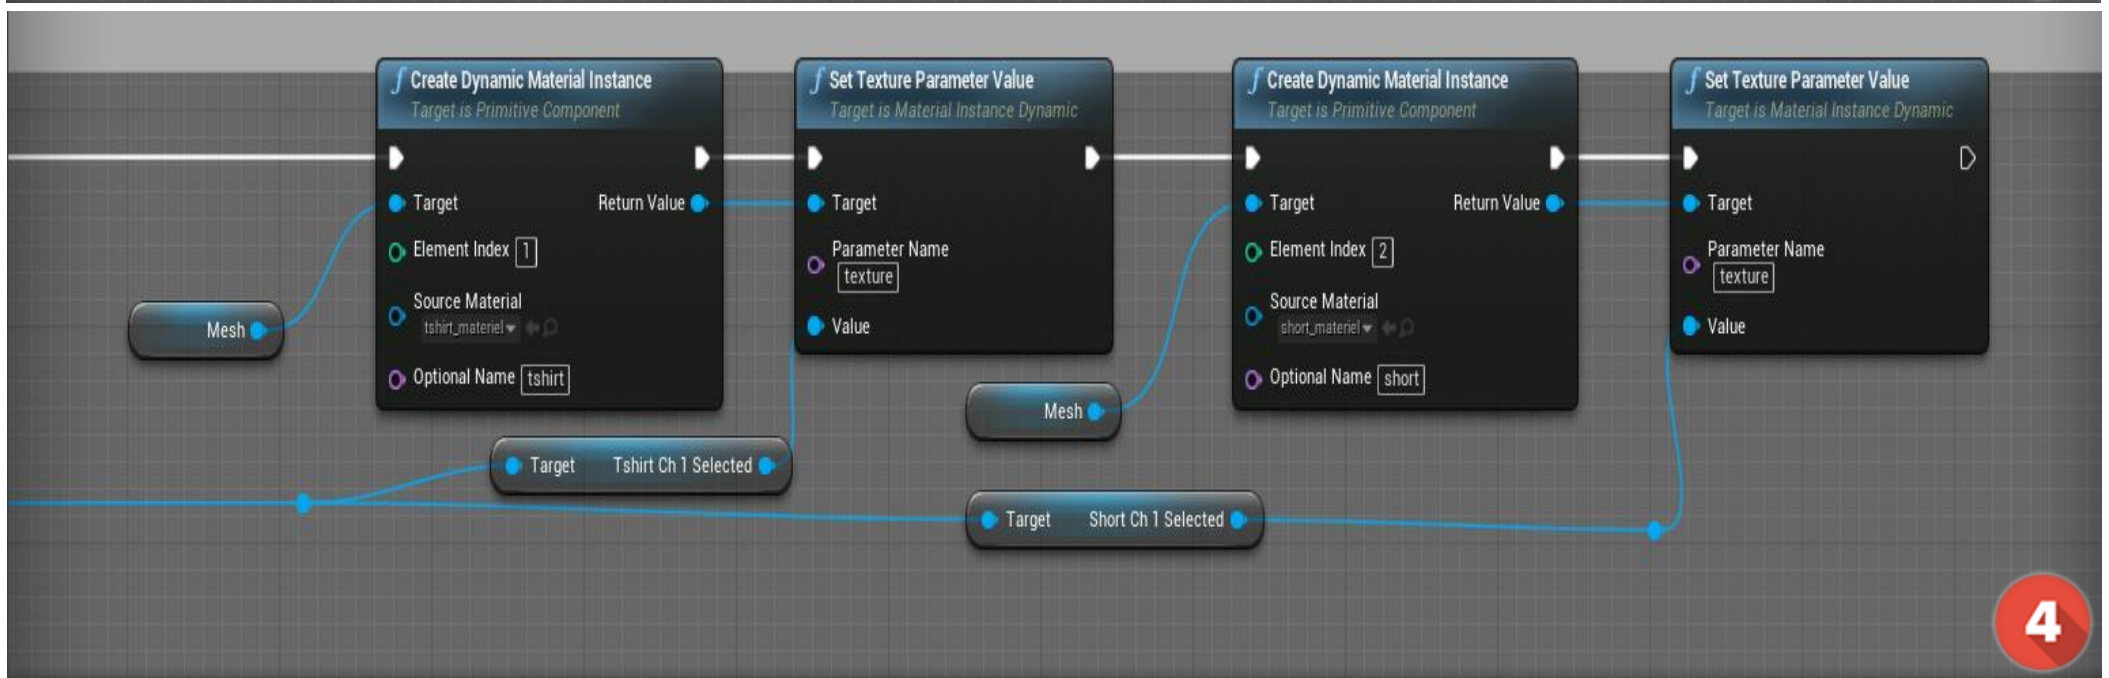 Create Dynamic Material Instance
Target is Primitive Component
Target
Return Value
Element Index 1
Source Material
tshirt_materiel
Optional Name tshirt
Set Texture Parameter Value
Target is Material Instance Dynamic
Target
Parameter Name
texture
Value
Create Dynamic Material Instance
Target is Primitive Component
Target
Return Value
Element Index 2
Source Material
short_materiel
Optional Name short
Set Texture Parameter Value
Target is Material Instance Dynamic
Target
Parameter Name
texture
Value
Mesh
Mesh
Target Tshirt Ch 1 Selected
Target Short Ch 1 Selected
4